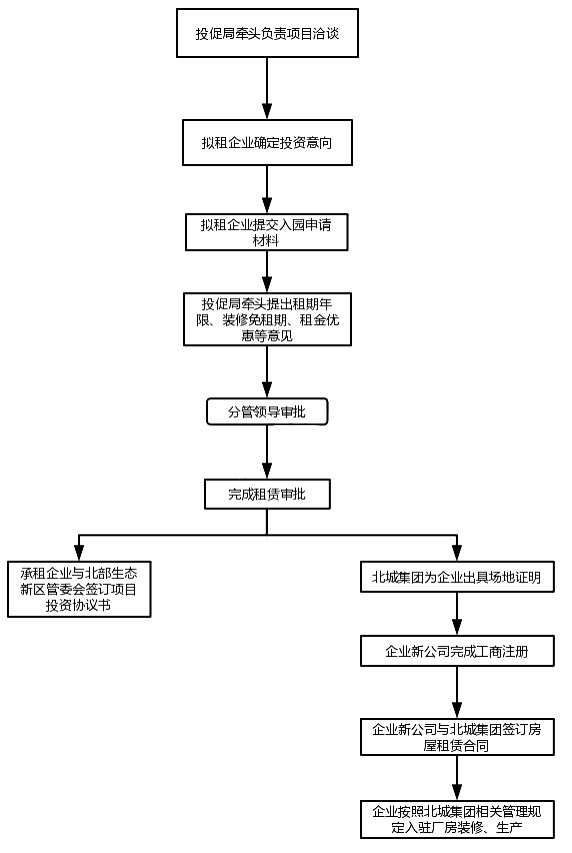 投促局牵头负责项目洽谈
拟租企业确定投资意向
拟租企业提交入园申请
材料
投促局牵头提出租期年
限、装修免租期、租金优
惠等意见
分管领导审批
完成租赁审批
承租企业与北部生态
新区管委会签订项目
投资协议书
北城集团为企业出具场地证明
企业新公司完成工商注册
企业新公司与北城集团签订房
屋租赁合同
企业按照北城集团相关管理规
定入驻厂房装修、生产